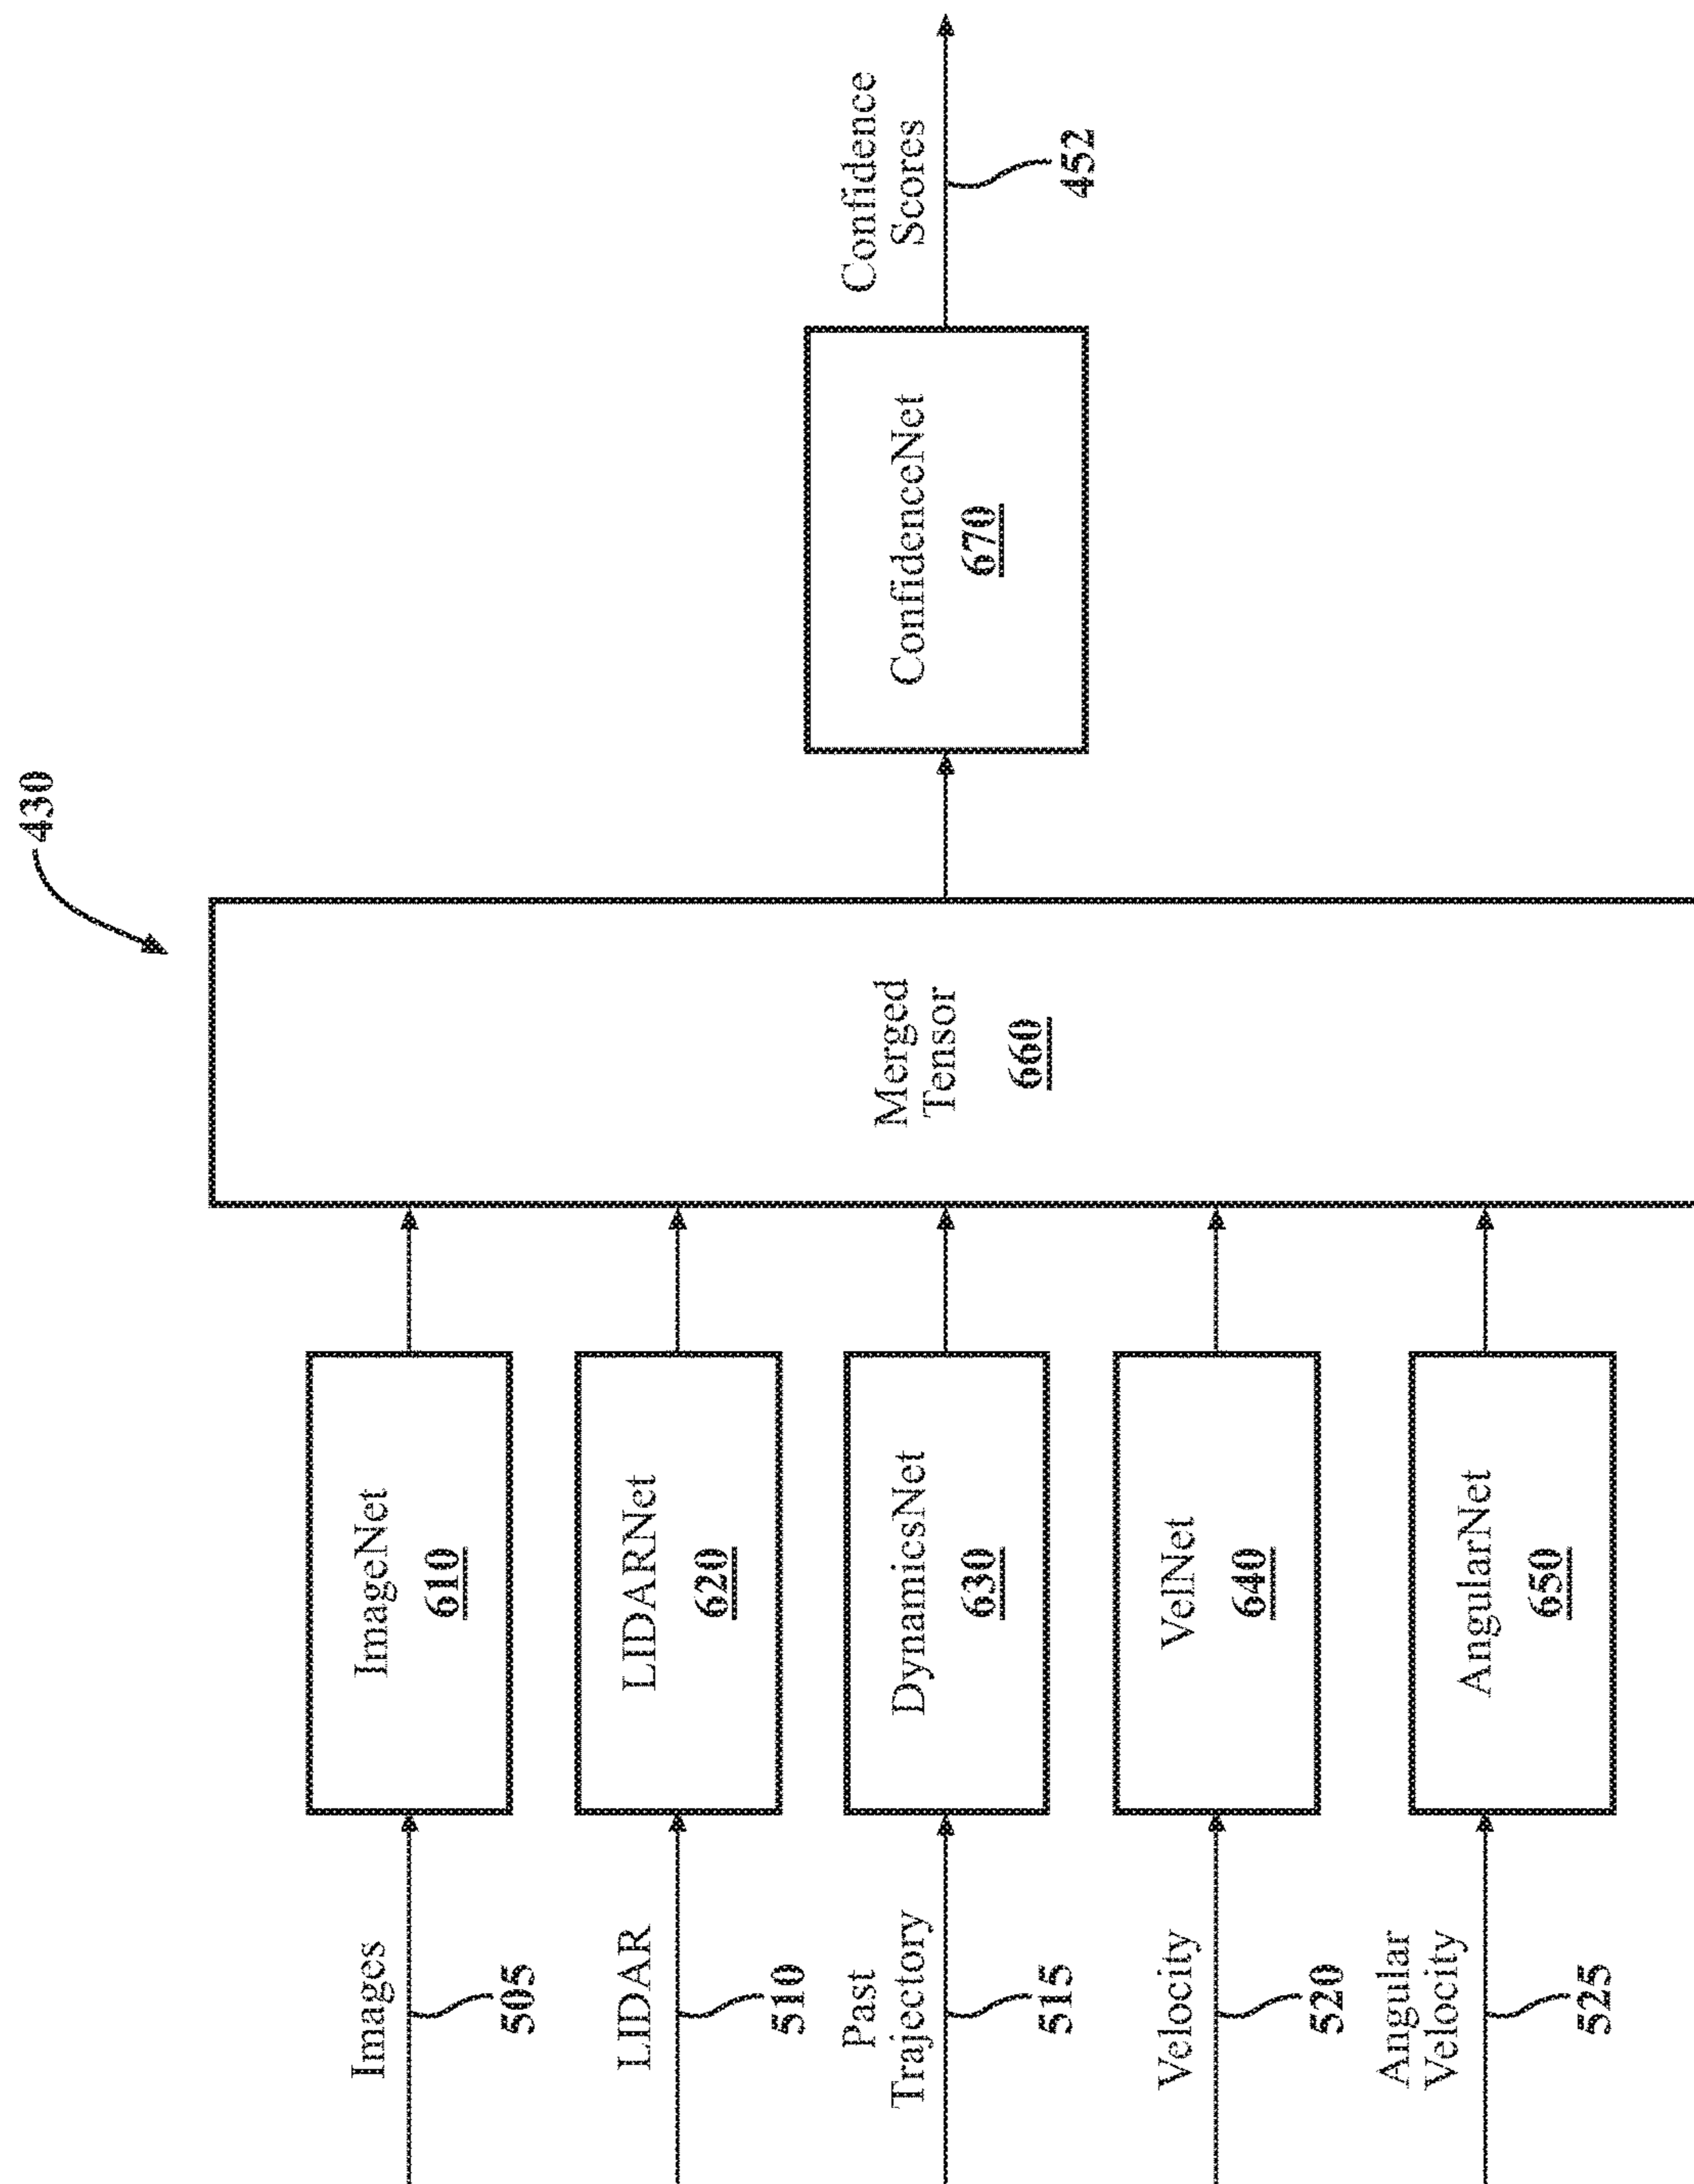 430
Images
505
ImageNet
610
LIDAR
510
LIDARNet
620
Past
Trajectory
515
DynamicsNet
630
Velocity
520
VelNet
640
Angular
Velocity
525
AngularNet
650
Merged
Tensor
660
ConfidenceNet
670
Confidence
Scores
452